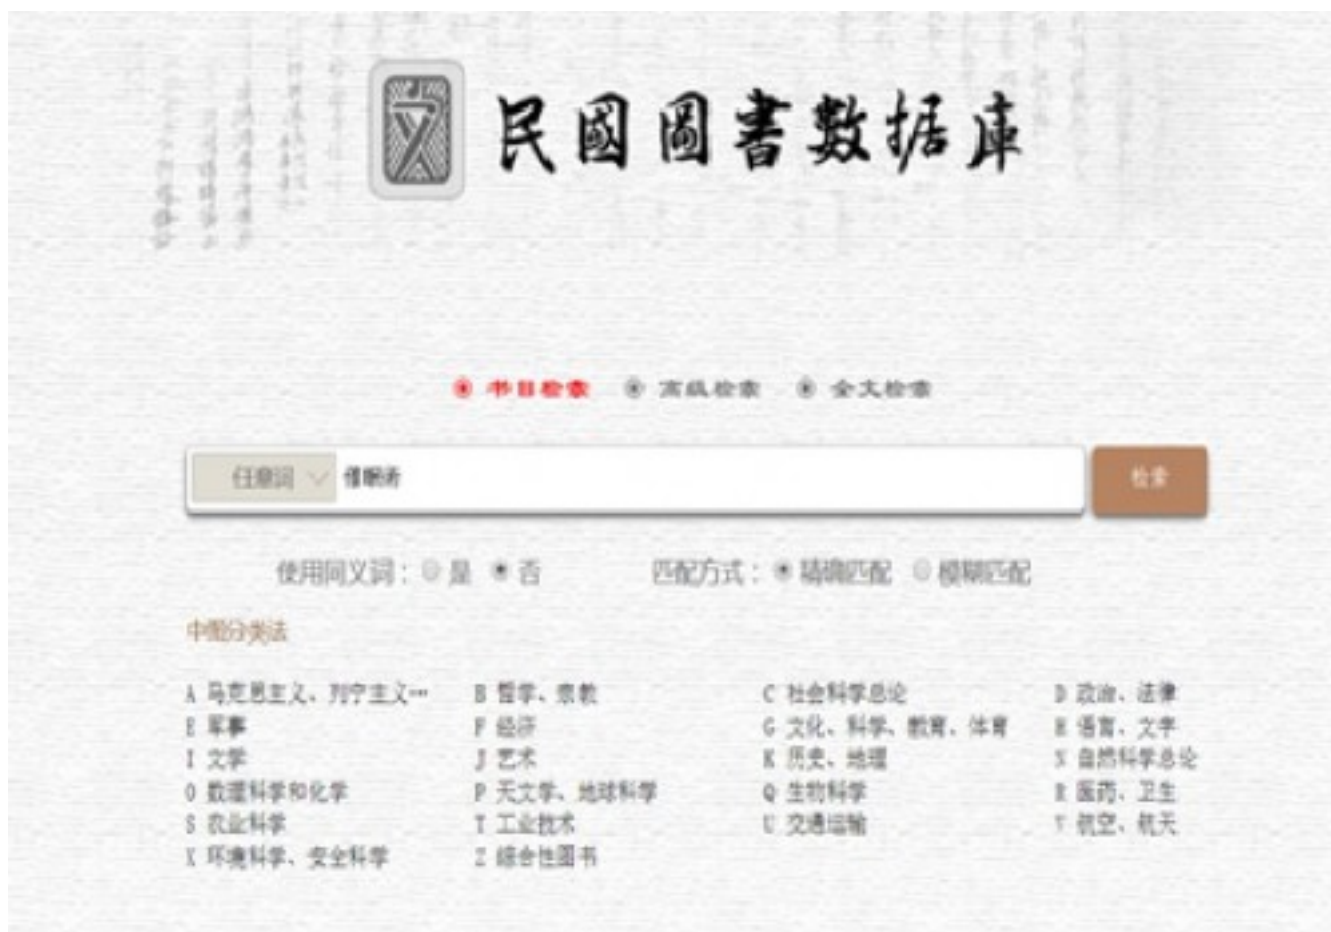 民國圖書數据庫
书目检索 高级检索 全文检索
任意词 催眠术 检索
使用同义词：是 否 匹配方式：精确匹配 模糊匹配
中图分类法
A 马克思主义、列宁主义… B 哲学、宗教 C 社会科学总论 D 政治、法律
E 军事 F 经济 G 文化、科学、教育、体育 H 语言、文字
I 文学 J 艺术 K 历史、地理 N 自然科学总论
O 数理科学和化学 P 天文学、地球科学 Q 生物科学 R 医药、卫生
S 农业科学 T 工业技术 U 交通运输 V 航空、航天
X 环境科学、安全科学 Z 综合性图书